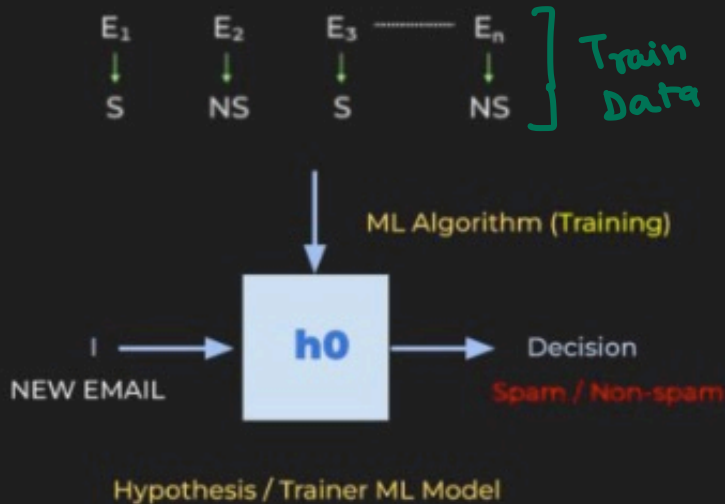 E₁ E₂ E₃ ........... Eₙ
S NS S NS
Train
Data
ML Algorithm (Training)
h0
I
NEW EMAIL
Decision
Spam / Non-spam
Hypothesis / Trainer ML Model